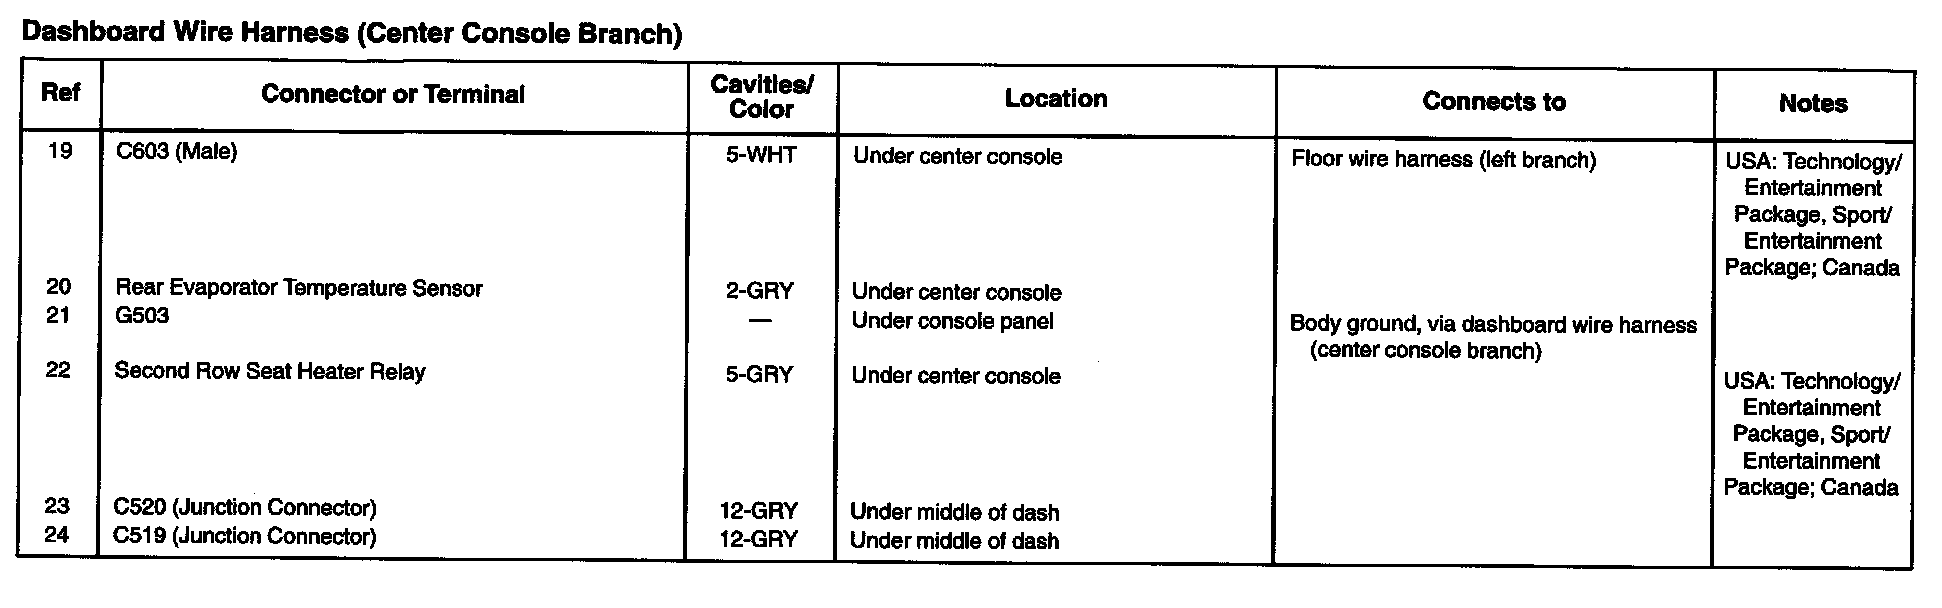 Dashboard Wire Harness (Center Console Branch)
Ref Connector or Terminal Cavities/ Color Location Connects to Notes
19 C603 (Male) 5-WHT Under center console Floor wire harness (left branch) USA: Technology/
Entertainment
Package, Sport/
Entertainment
Package; Canada
20 Rear Evaporator Temperature Sensor 2-GRY Under center console
21 G503 — Under console panel Body ground, via dashboard wire harness
(center console branch)
22 Second Row Seat Heater Relay 5-GRY Under center console USA: Technology/
Entertainment
Package, Sport/
Entertainment
Package; Canada
23 C520 (Junction Connector) 12-GRY Under middle of dash
24 C519 (Junction Connector) 12-GRY Under middle of dash